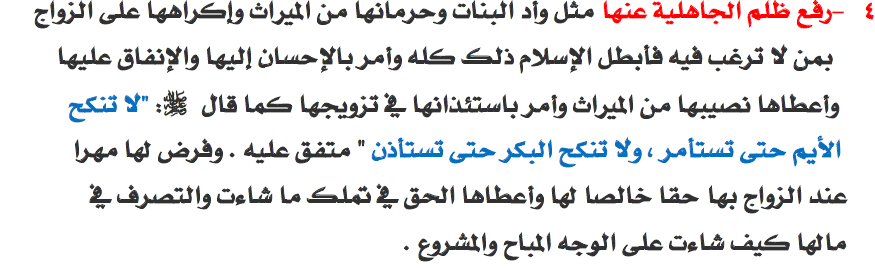 ٤ -رفع ظلم الجاهلية عنها مثل وأد البنات وحرمانها من الميراث وإكراهها على الزواج
بمن لا ترغب فيه فأبطل الإسلام ذلك كله وأمر بالإحسان إليها والإنفاق عليها
وأعطاها نصيبها من الميراث وأمر باستئذانها في تزويجها كما قال ﷺ: "لا تنكح
الأيم حتى تستأمر ، ولا تنكح البكر حتى تستأذن " متفق عليه . وفرض لها مهرا
عند الزواج بها حقا خالصا لها وأعطاها الحق في تملك ما شاءت والتصرف في
مالها كيف شاءت على الوجه المباح والمشروع .